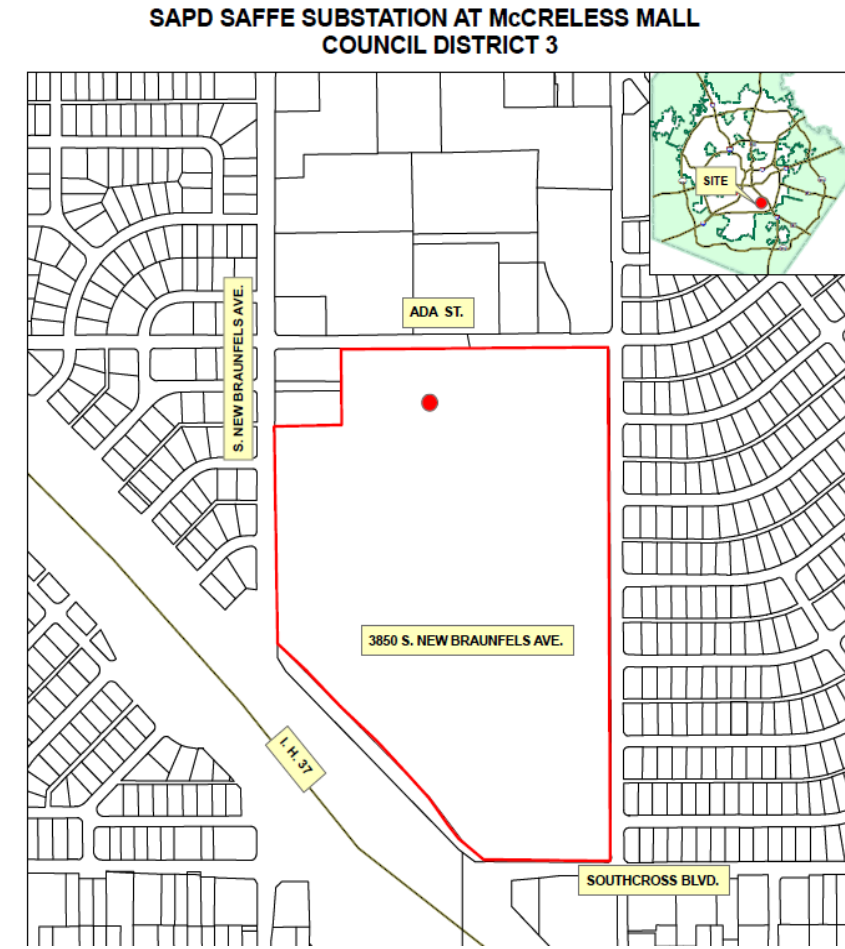 SAPD SAFFE SUBSTATION AT McCRELESS MALL
COUNCIL DISTRICT 3
SITE
ADA ST.
S. NEW BRAUNFELS AVE.
3850 S. NEW BRAUNFELS AVE.
I. H. 37
SOUTHCROSS BLVD.